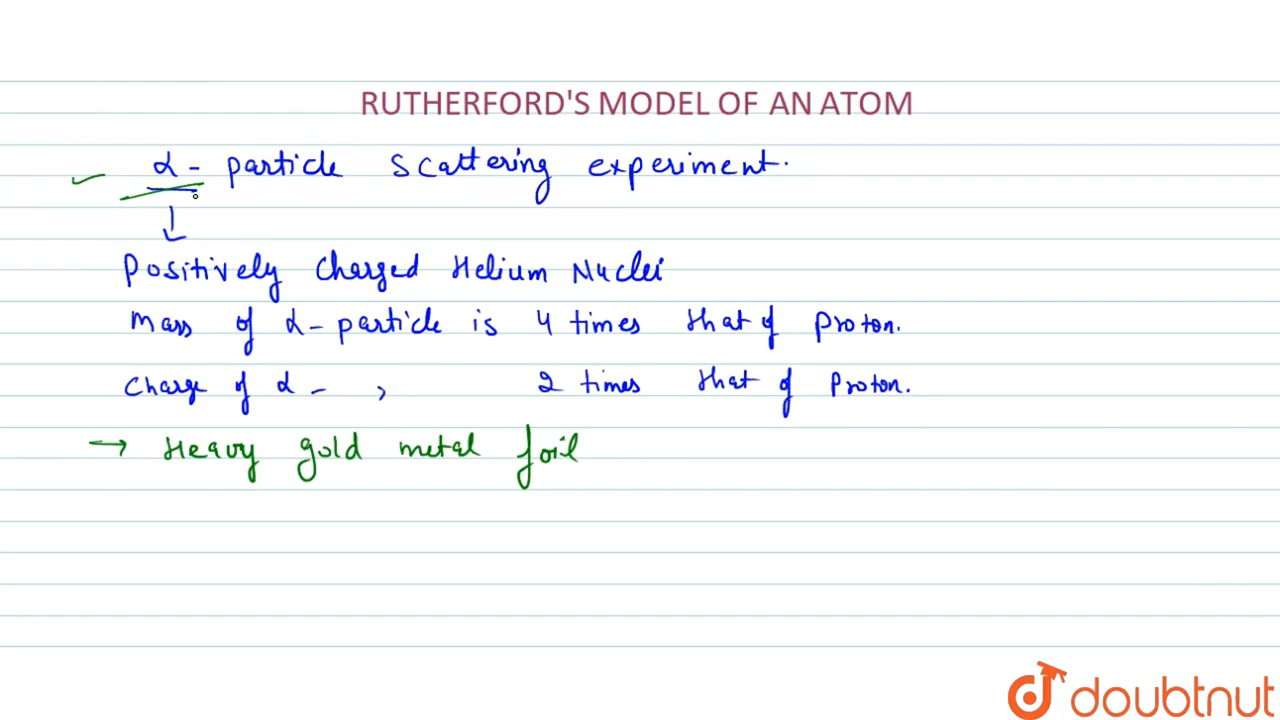 RUTHERFORD'S MODEL OF AN ATOM
α- particle scattering experiment.
Positively charged Helium Nuclei
Mass of α-particle is 4 times that of proton.
Charge of α- , 2 times that of Proton.
→ Heavy gold metal foil
doubtnut